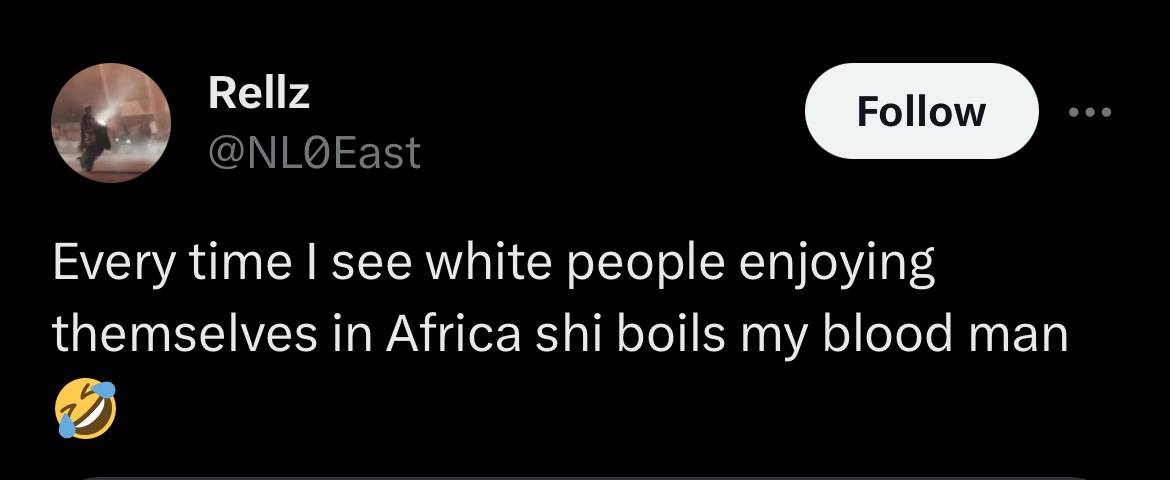 Rellz
@NL0East
Follow
Every time I see white people enjoying
themselves in Africa shi boils my blood man
🤣